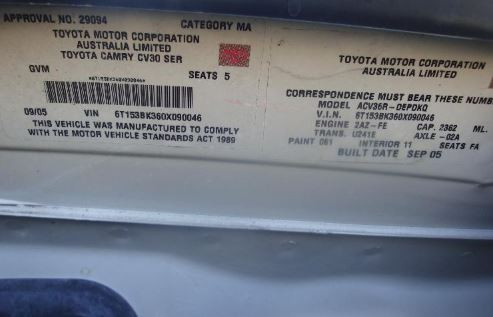 APPROVAL NO. 29094 CATEGORY MA
TOYOTA MOTOR CORPORATION
AUSTRALIA LIMITED
TOYOTA CAMRY CV30 SER
GVM SEATS 5
*6T153BK360X090046*
09/05 VIN 6T153BK360X090046
THIS VEHICLE WAS MANUFACTURED TO COMPLY
WITH THE MOTOR VEHICLE STANDARDS ACT 1989
TOYOTA MOTOR CORPORATION
AUSTRALIA LIMITED
CORRESPONDENCE MUST BEAR THESE NUMBE
MODEL ACV36R-DEPDKQ
V.I.N. 6T153BK360X090046
ENGINE 2AZ-FE CAP. 2362 ML
TRANS. U241E AXLE -02A
PAINT 061 INTERIOR 11 SEATS FA
BUILT DATE SEP 05